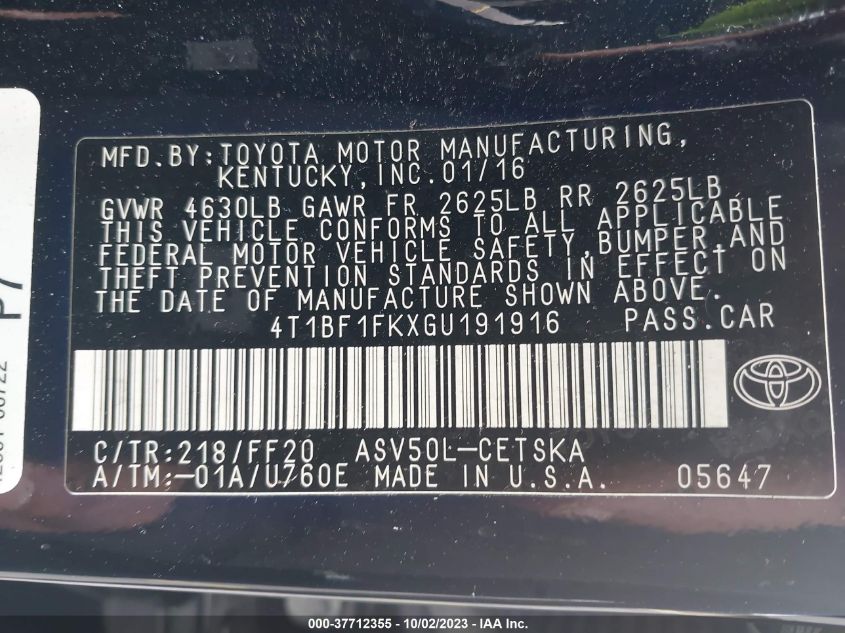 MFD.BY:TOYOTA MOTOR MANUFACTURING,
KENTUCKY,INC.01/16
GVWR 4630LB GAWR FR 2625LB RR 2625LB
THIS VEHICLE CONFORMS TO ALL APPLICABLE
FEDERAL MOTOR VEHICLE SAFETY,BUMPER,AND
THEFT PREVENTION STANDARDS IN EFFECT ON
THE DATE OF MANUFACTURE SHOWN ABOVE.
4T1BF1FKXGU191916 PASS.CAR
C/TR:218/FF20 ASV50L-CETSKA
A/TM:-01A/U760E MADE IN U.S.A. 05647
P7
000-37712355 - 10/02/2023 - IAA Inc.